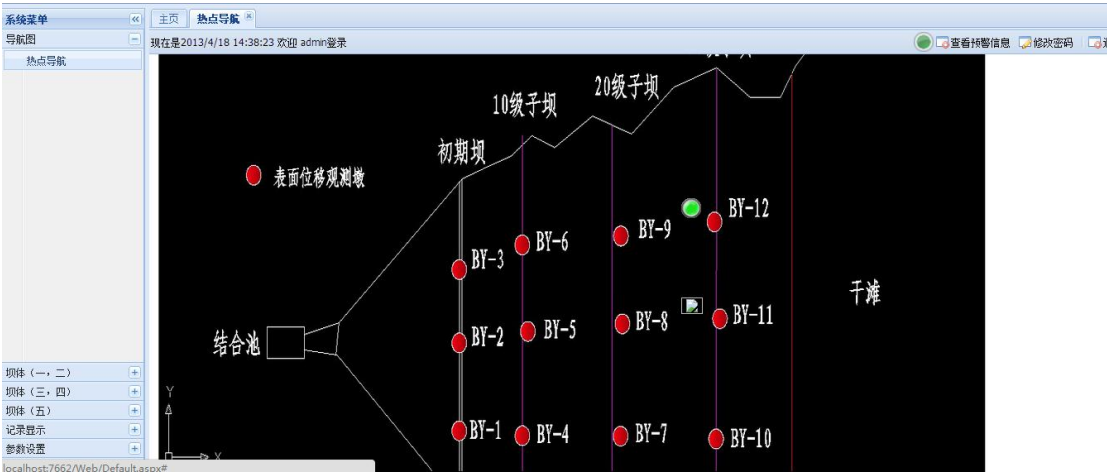 系统菜单
主页
热点导航
导航图
现在是2013/4/18 14:38:23 欢迎 admin登录
查看预警信息
修改密码
热点导航
20级子坝
10级子坝
初期坝
表面位移观测墩
BY-12
BY-9
BY-6
BY-3
干滩
BY-11
BY-8
BY-5
BY-2
结合池
坝体（一，二）
坝体（三，四）
坝体（五）
记录显示
参数设置
Y
BY-1
BY-4
BY-7
BY-10
X
localhost:7662/Web/Default.aspx#